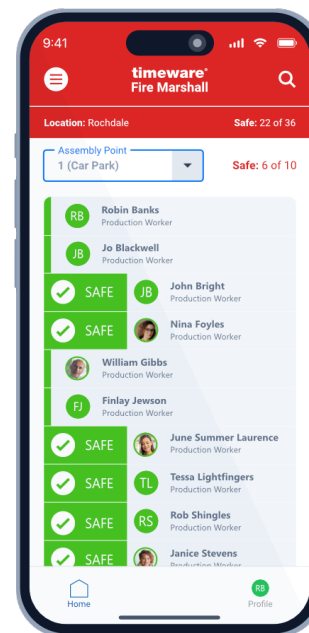 9:41
timeware®
Fire Marshall
Location: Rochdale
Safe: 22 of 36
Assembly Point
1 (Car Park)
Safe: 6 of 10
RB
Robin Banks
Production Worker
JB
Jo Blackwell
Production Worker
SAFE
JB
John Bright
Production Worker
SAFE
Nina Foyles
Production Worker
William Gibbs
Production Worker
FJ
Finlay Jewson
Production Worker
SAFE
June Summer Laurence
Production Worker
SAFE
TL
Tessa Lightfingers
Production Worker
SAFE
RS
Rob Shingles
Production Worker
SAFE
Janice Stevens
Production Worker
Home
RB
Profile